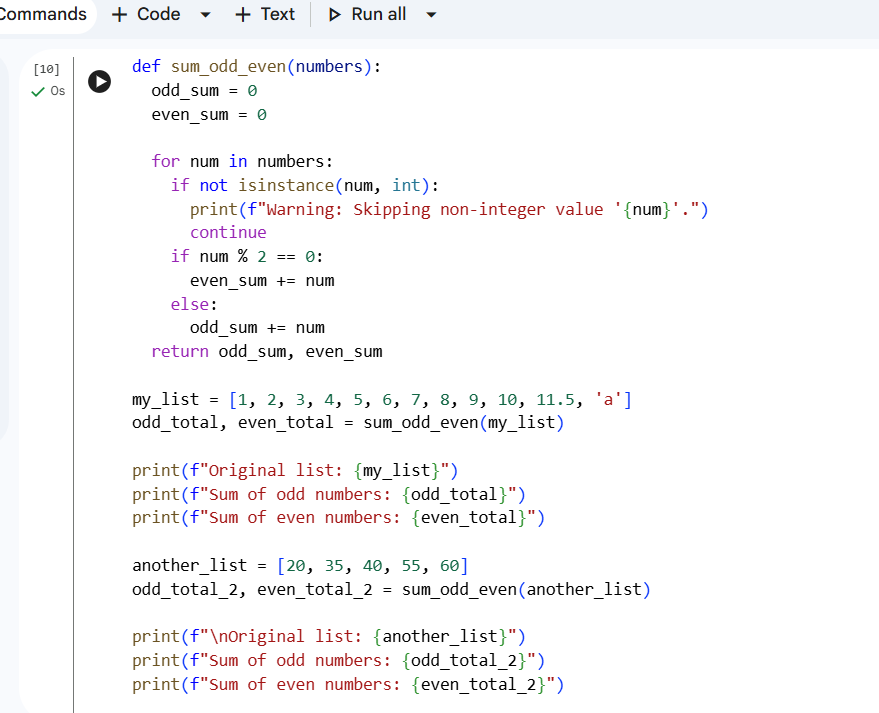 Commands + Code + Text Run all
[10]
0s
def sum_odd_even(numbers):
  odd_sum = 0
  even_sum = 0

  for num in numbers:
    if not isinstance(num, int):
      print(f"Warning: Skipping non-integer value '{num}'.")
      continue
    if num % 2 == 0:
      even_sum += num
    else:
      odd_sum += num
  return odd_sum, even_sum

my_list = [1, 2, 3, 4, 5, 6, 7, 8, 9, 10, 11.5, 'a']
odd_total, even_total = sum_odd_even(my_list)

print(f"Original list: {my_list}")
print(f"Sum of odd numbers: {odd_total}")
print(f"Sum of even numbers: {even_total}")

another_list = [20, 35, 40, 55, 60]
odd_total_2, even_total_2 = sum_odd_even(another_list)

print(f"\nOriginal list: {another_list}")
print(f"Sum of odd numbers: {odd_total_2}")
print(f"Sum of even numbers: {even_total_2}")